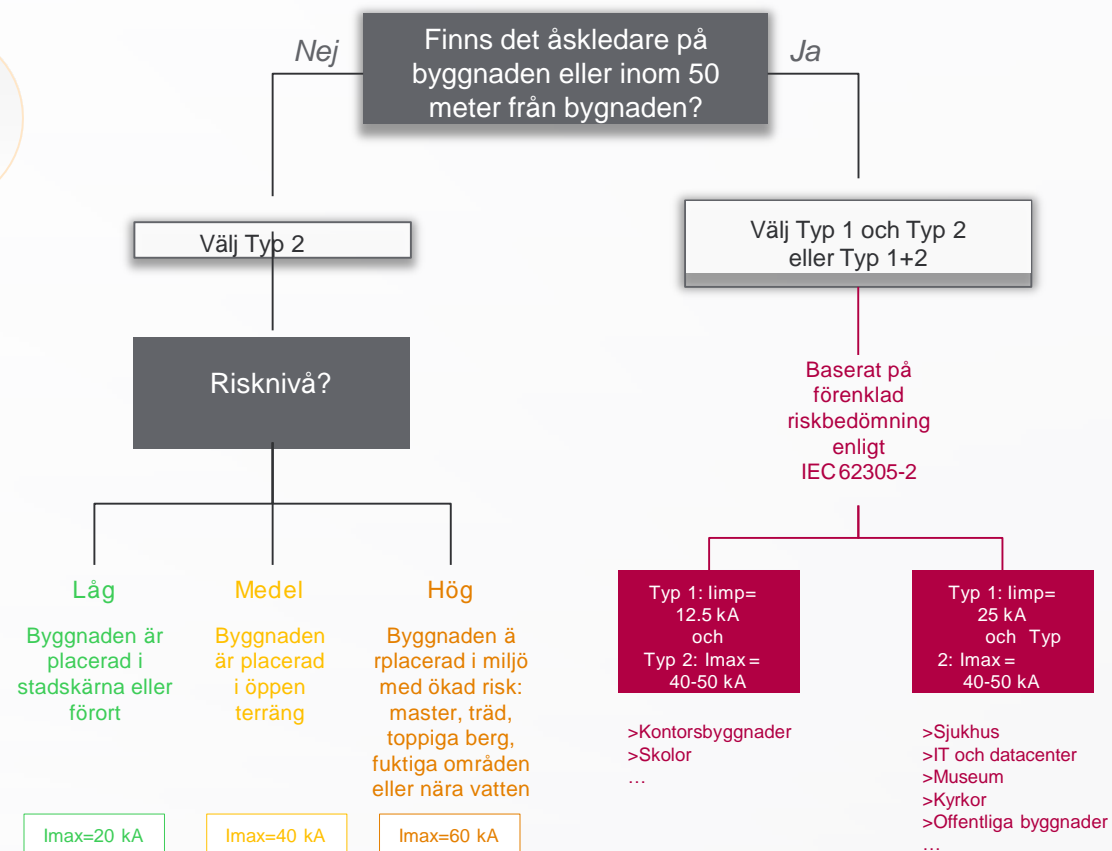 Finns det åskledare på
byggnaden eller inom 50
meter från bygnaden?
Nej
Ja
Välj Typ 2
Risknivå?
Låg
Byggnaden är
placerad i
stadskärna eller
förort
Imax=20 kA
Medel
Byggnaden
är placerad
i öppen
terräng
Imax=40 kA
Hög
Byggnaden ä
rplacerad i miljö
med ökad risk:
master, träd,
toppiga berg,
fuktiga områden
eller nära vatten
Imax=60 kA
Välj Typ 1 och Typ 2
eller Typ 1+2
Baserat på
förenklad
riskbedömning
enligt
IEC 62305-2
Typ 1: Iimp=
12.5 kA
och
Typ 2: Imax =
40-50 kA
>Kontorsbyggnader
>Skolor
…
Typ 1: Iimp=
25 kA
och Typ
2: Imax =
40-50 kA
>Sjukhus
>IT och datacenter
>Museum
>Kyrkor
>Offentliga byggnader
…